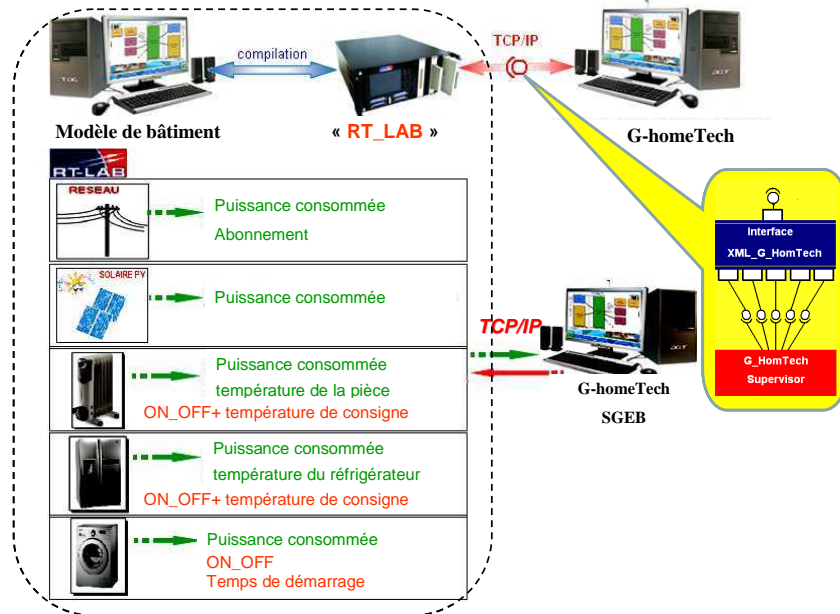 compilation
TCP/IP
Modèle de bâtiment
« RT_LAB »
G-homeTech
RT-LAB
RESEAU
Puissance consommée
Abonnement
SOLAIRE PV
Puissance consommée
Puissance consommée
température de la pièce
ON_OFF+ température de consigne
Puissance consommée
température du réfrigérateur
ON_OFF+ température de consigne
Puissance consommée
ON_OFF
Temps de démarrage
TCP/IP
G-homeTech
SGEB
Interface
XML_G_HomTech
G_HomTech
Supervisor